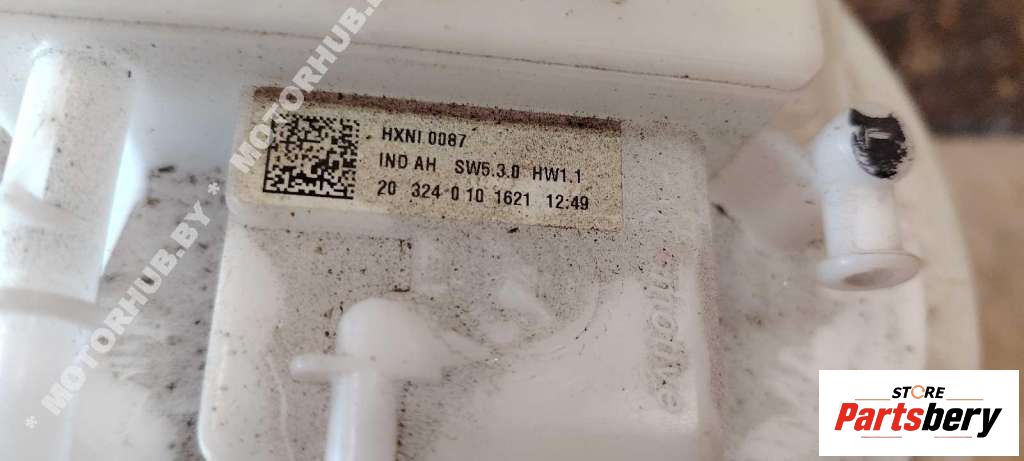 * MOTORHUB.BY * MOTORHUB.BY
HXNI 0087
IND AH SW5.3.0 HW1.1
20 324 0 10 1621 12:49
STORE
Partsbery